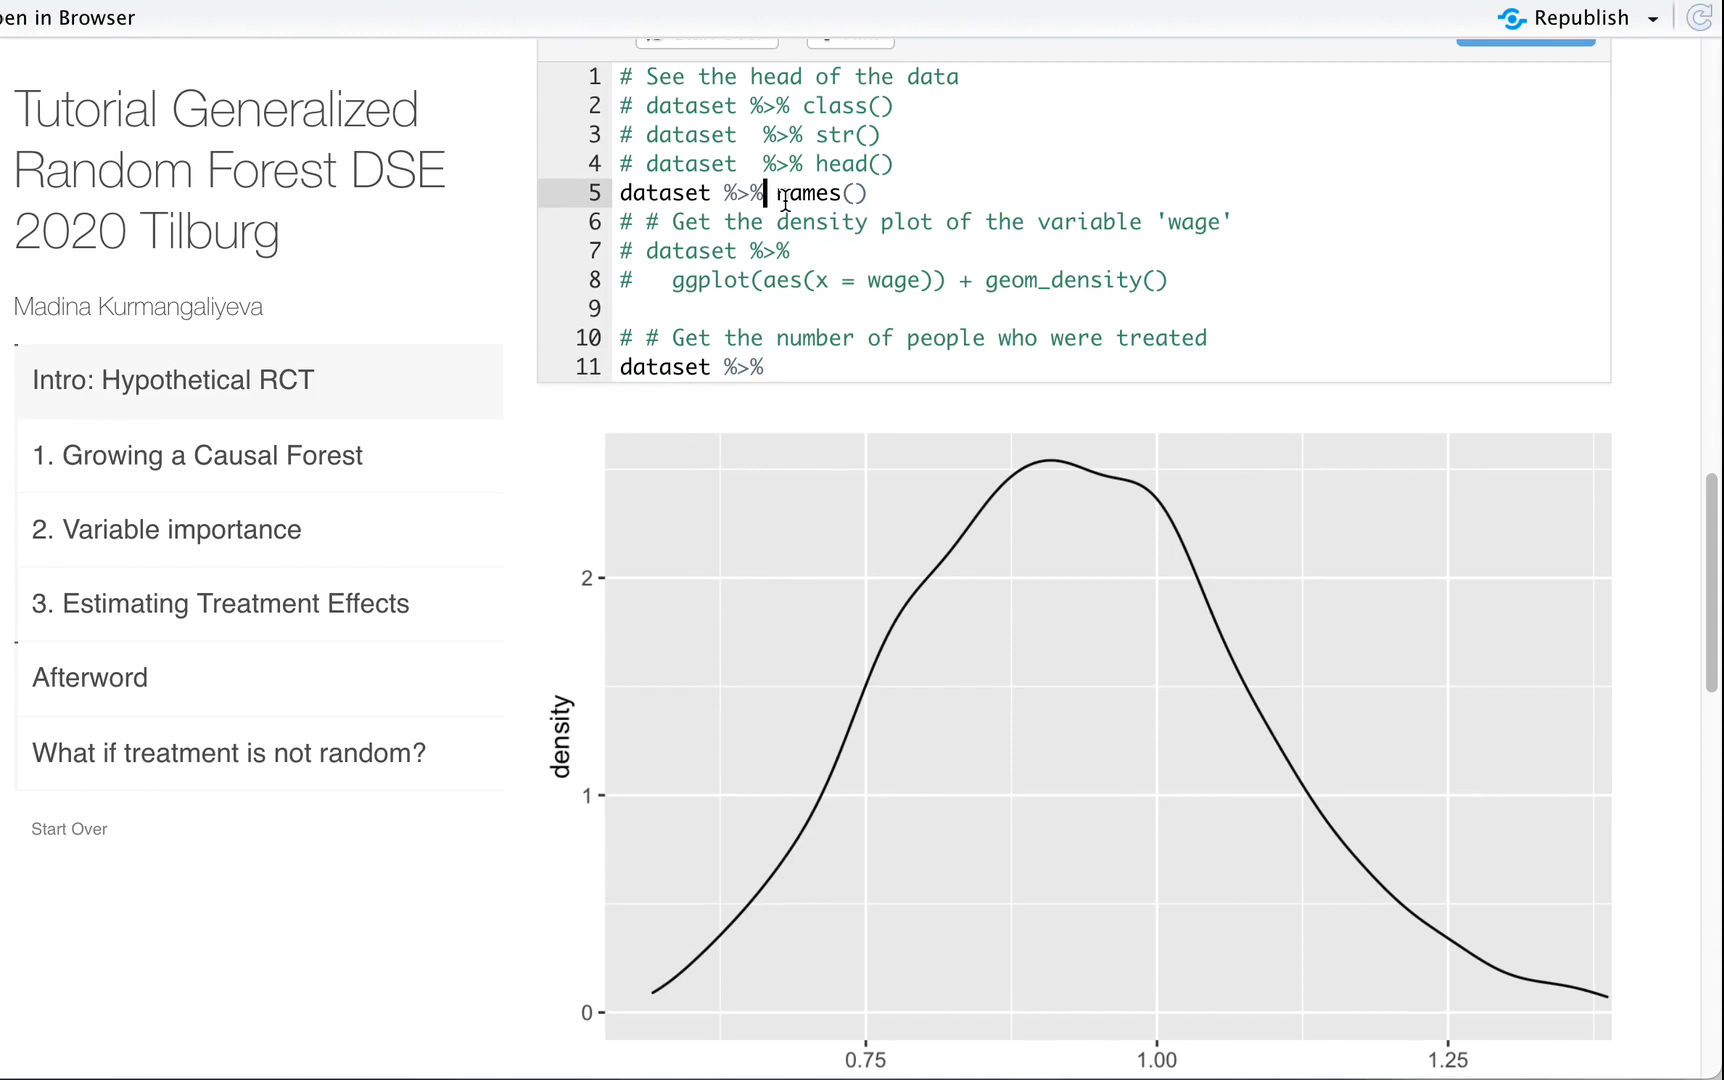 en in Browser
Republish
Tutorial Generalized
Random Forest DSE
2020 Tilburg
Madina Kurmangaliyeva
Intro: Hypothetical RCT
1. Growing a Causal Forest
2. Variable importance
3. Estimating Treatment Effects
Afterword
What if treatment is not random?
Start Over
1 # See the head of the data
2 # dataset %>% class()
3 # dataset  %>% str()
4 # dataset  %>% head()
5 dataset %>% names()
6 # # Get the density plot of the variable 'wage'
7 # dataset %>%
8 #   ggplot(aes(x = wage)) + geom_density()
9
10 # # Get the number of people who were treated
11 dataset %>%
density
2
1
0
0.75 1.00 1.25